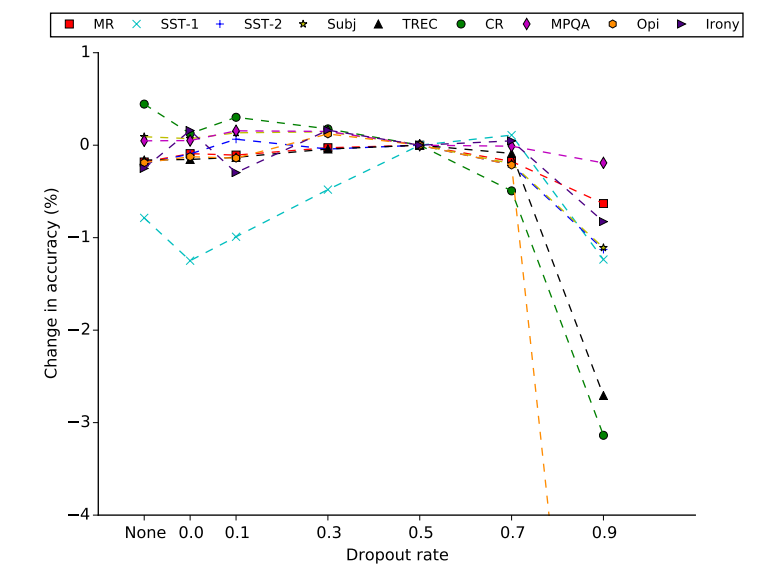 MR SST-1 SST-2 Subj TREC CR MPQA Opi Irony
1
0
−1
−2
−3
−4
Change in accuracy (%)
None 0.0 0.1 0.3 0.5 0.7 0.9
Dropout rate